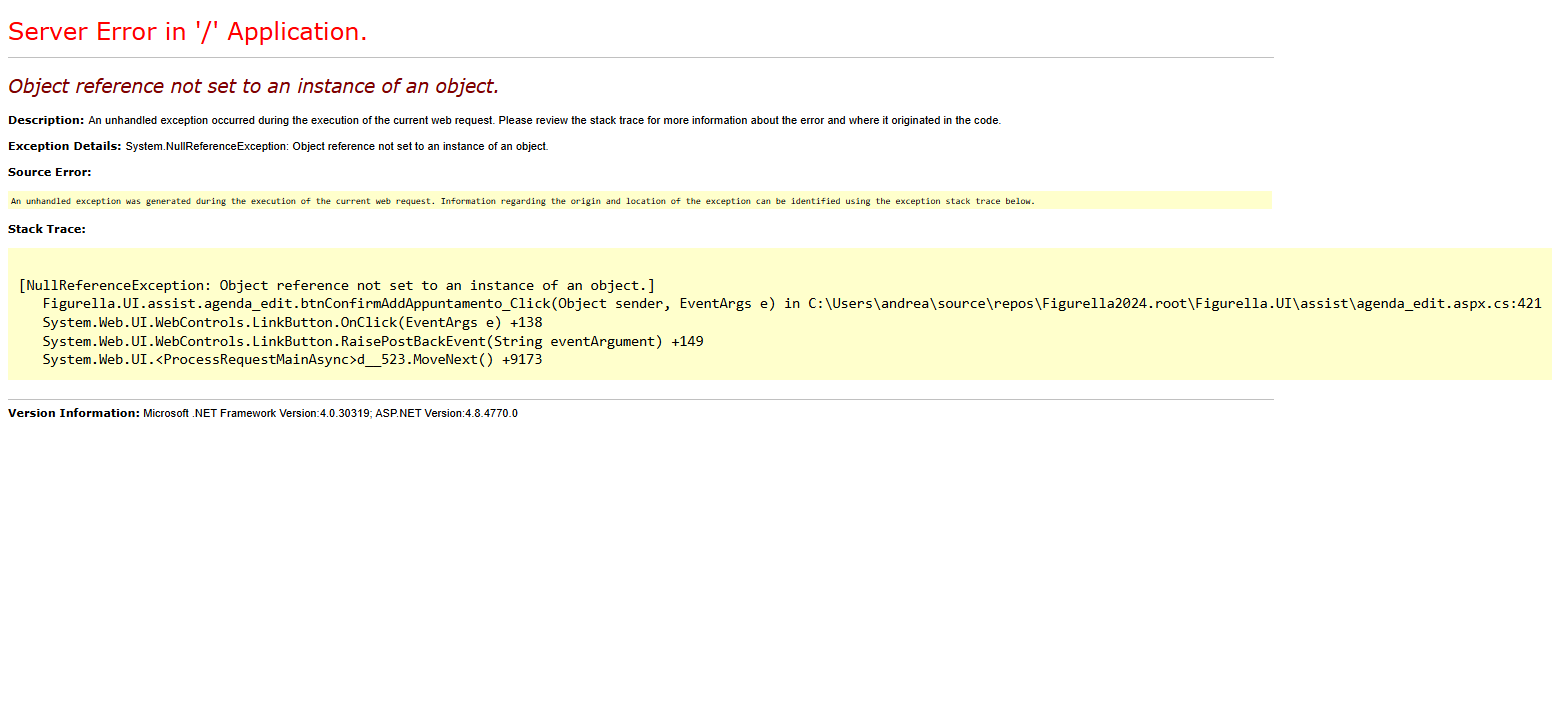 Server Error in '/' Application.
Object reference not set to an instance of an object.
Description: An unhandled exception occurred during the execution of the current web request. Please review the stack trace for more information about the error and where it originated in the code.
Exception Details: System.NullReferenceException: Object reference not set to an instance of an object.
Source Error:
An unhandled exception was generated during the execution of the current web request. Information regarding the origin and location of the exception can be identified using the exception stack trace below.
Stack Trace:
[NullReferenceException: Object reference not set to an instance of an object.]
Figurella.UI.assist.agenda_edit.btnConfirmAddAppuntamento_Click(Object sender, EventArgs e) in C:\Users\andrea\source\repos\Figurella2024.root\Figurella.UI\assist\agenda_edit.aspx.cs:421
System.Web.UI.WebControls.LinkButton.OnClick(EventArgs e) +138
System.Web.UI.WebControls.LinkButton.RaisePostBackEvent(String eventArgument) +149
System.Web.UI.<ProcessRequestMainAsync>d__523.MoveNext() +9173
Version Information: Microsoft .NET Framework Version:4.0.30319; ASP.NET Version:4.8.4770.0